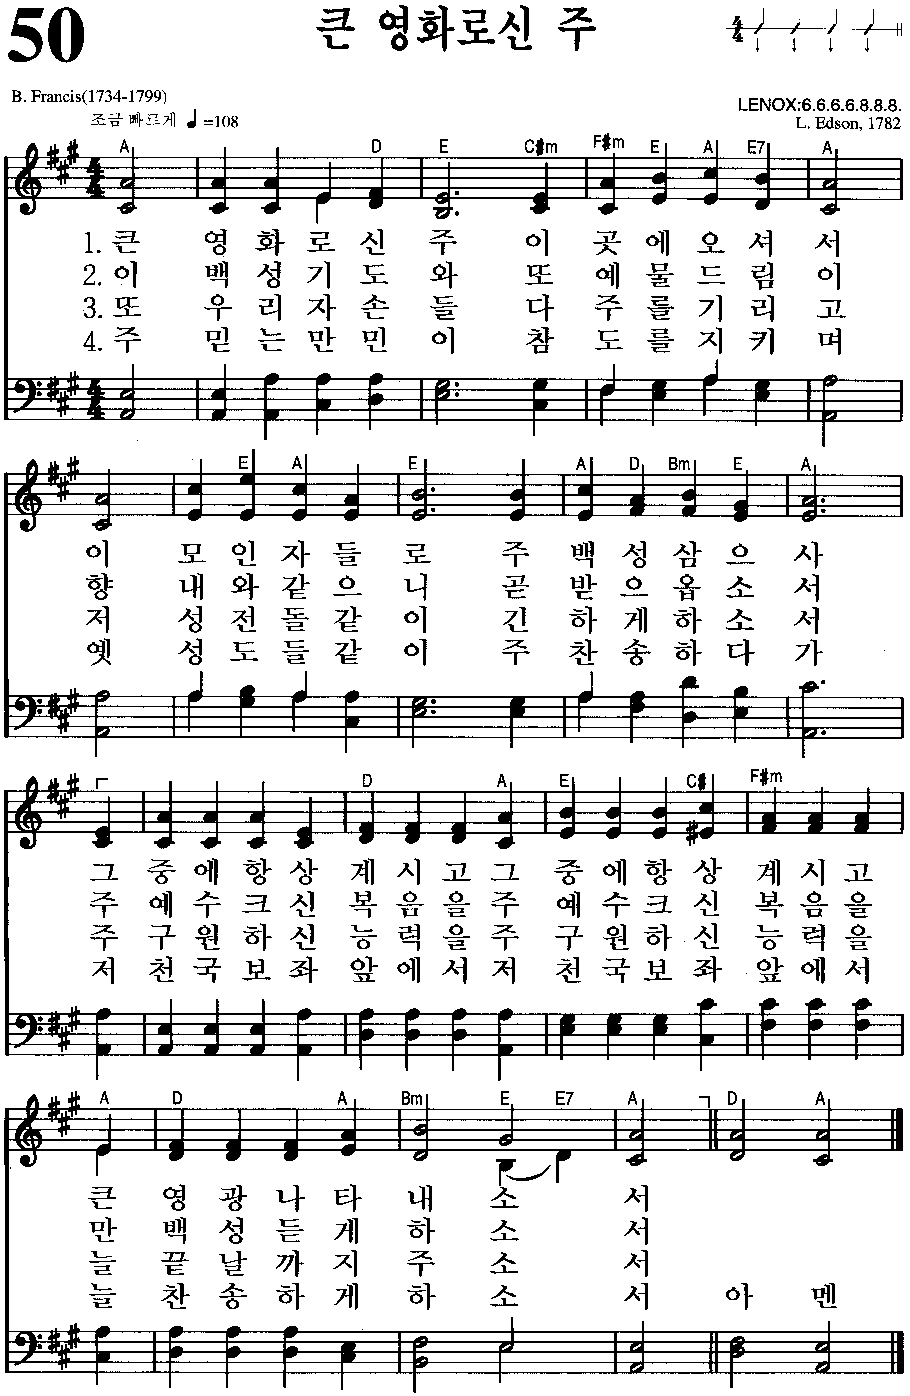 50
큰 영화로신 주
B. Francis(1734-1799)
조금 빠르게 ♩=108
LENOX:6.6.6.6.8.8.8.
L. Edson, 1782
A D E C#m F#m E A E7 A
1. 큰 영 화 로 신 주 이 곳 에 오 셔 서
2. 이 백 성 기 도 와 또 예 물 드 림 이
3. 또 우 리 자 손 들 다 주 를 기 리 고
4. 주 믿 는 만 민 이 참 도 를 지 키 며
E A E A D Bm E A
이 모 인 자 들 로 주 백 성 삼 으 사
향 내 와 같 으 니 곧 받 으 옵 소 서
저 성 전 돌 같 이 긴 하 게 하 소 서
옛 성 도 들 같 이 주 찬 송 하 다 가
D A E C# F#m
그 중 에 항 상 계 시 고 그 중 에 항 상 계 시 고
주 예 수 크 신 복 음 을 주 예 수 크 신 복 음 을
주 구 원 하 신 능 력 을 주 구 원 하 신 능 력 을
저 천 국 보 좌 앞 에 서 저 천 국 보 좌 앞 에 서
A D A Bm E E7 A D A
큰 영 광 나 타 내 소 서
만 백 성 듣 게 하 소 서
늘 끝 날 까 지 주 소 서
늘 찬 송 하 게 하 소 서 아 멘